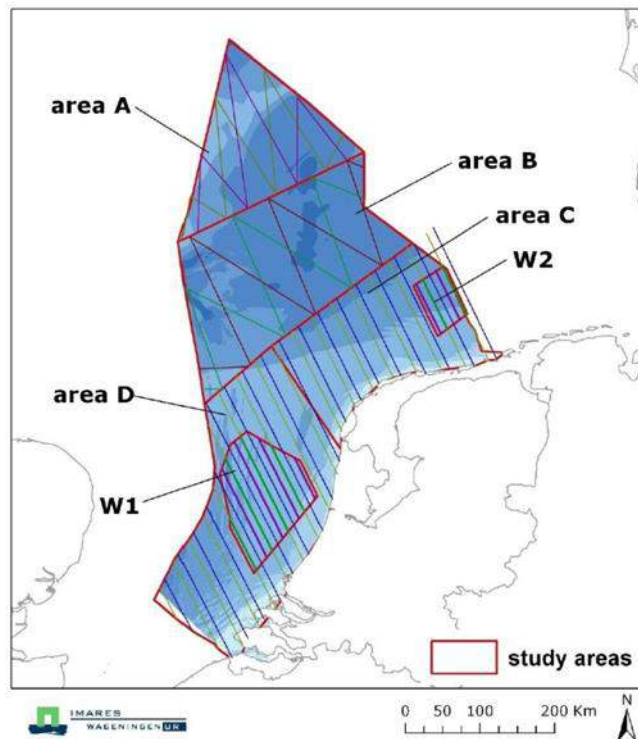 area A
area B
area C
W2
area D
W1
study areas
IMARES
WAGENINGEN UR
0 50 100 200 Km
N